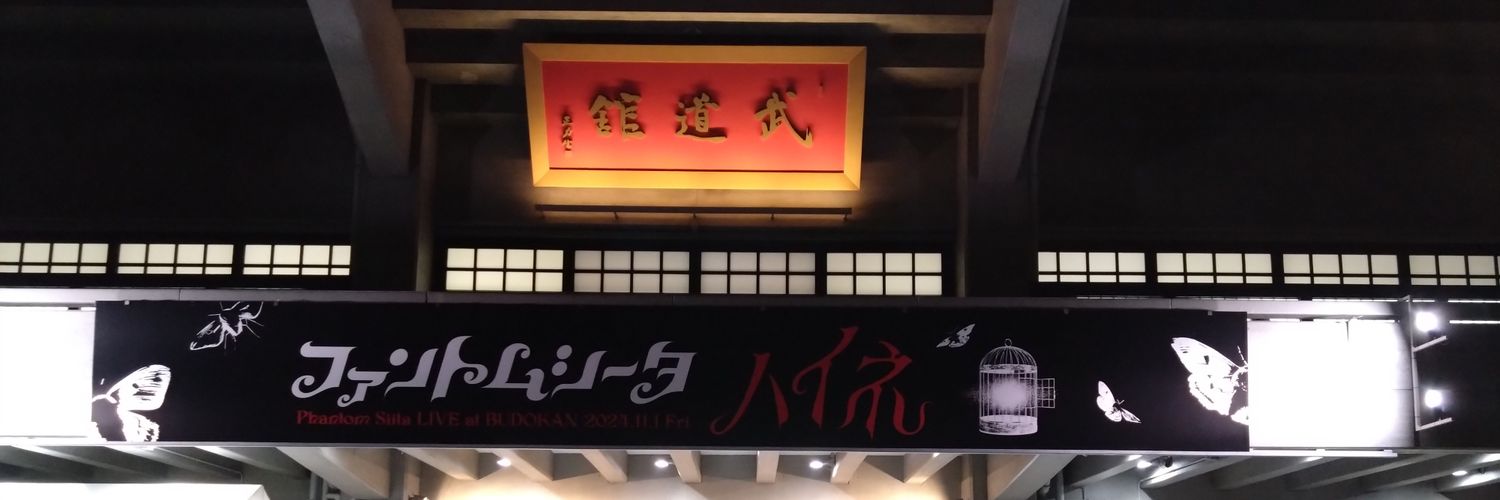 武道館
ファントムシータ
Phantom Siita LIVE at BUDOKAN 2024.11.1 Fri
ハイネ